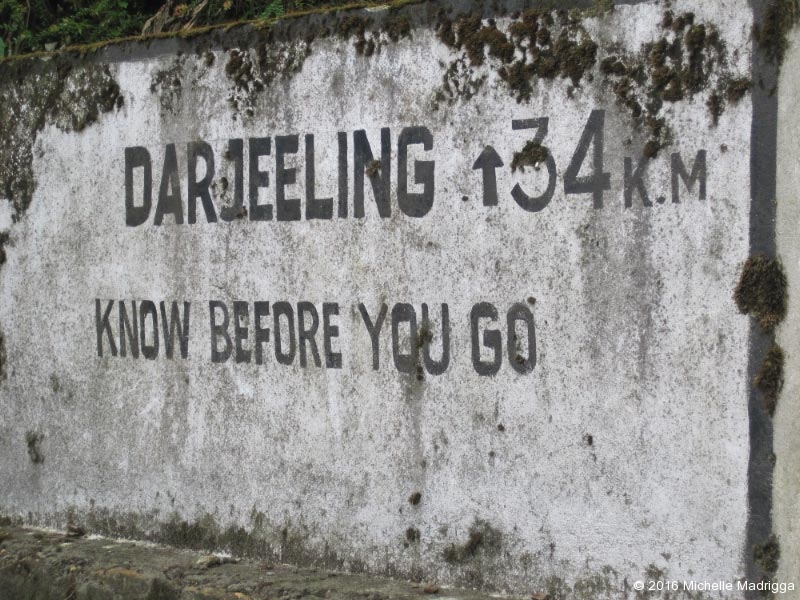 DARJEELING ↑34 K.M
KNOW BEFORE YOU GO
© 2016 Michelle Madrigga